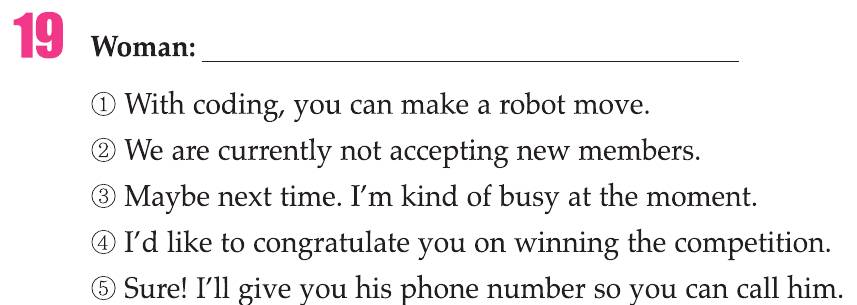 19 Woman: 
① With coding, you can make a robot move.
② We are currently not accepting new members.
③ Maybe next time. I'm kind of busy at the moment.
④ I'd like to congratulate you on winning the competition.
⑤ Sure! I'll give you his phone number so you can call him.